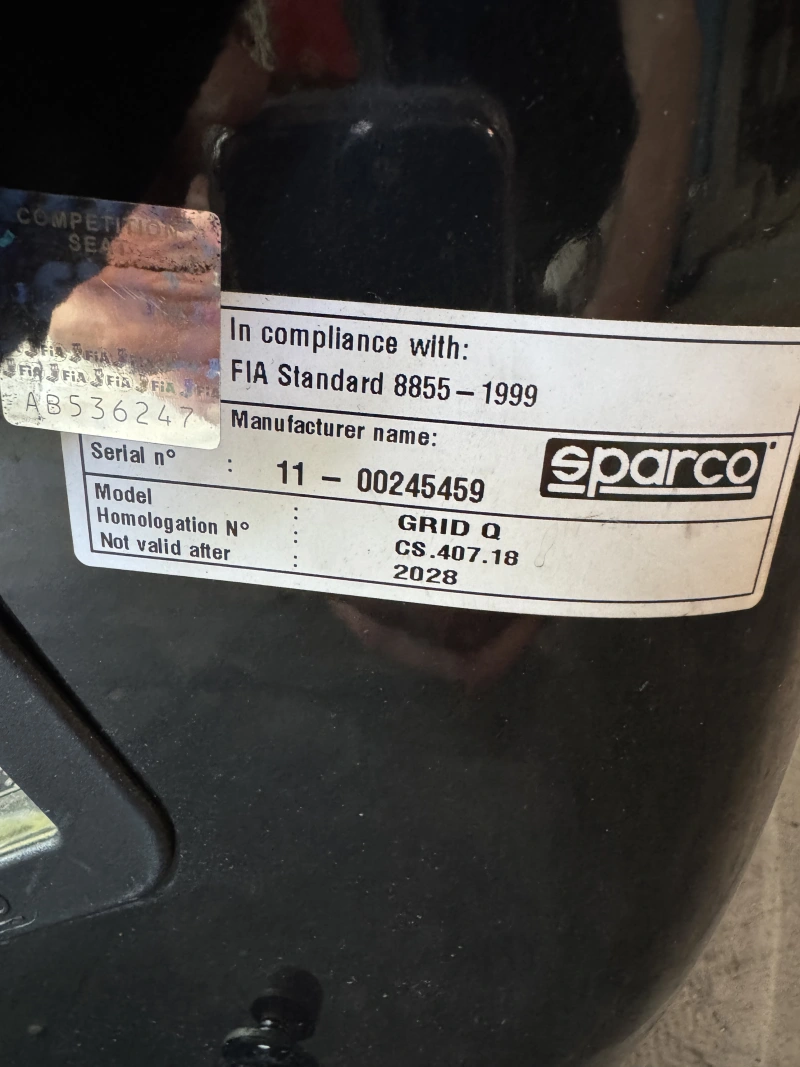 COMPETITION
SEAT
FIA FIA FIA
FIA FIA FIA FIA FIA
AB536247
In compliance with:
FIA Standard 8855-1999
Manufacturer name:
sparco
Serial n° : 11 - 00245459
Model : GRID Q
Homologation N° : CS.407.18
Not valid after : 2028